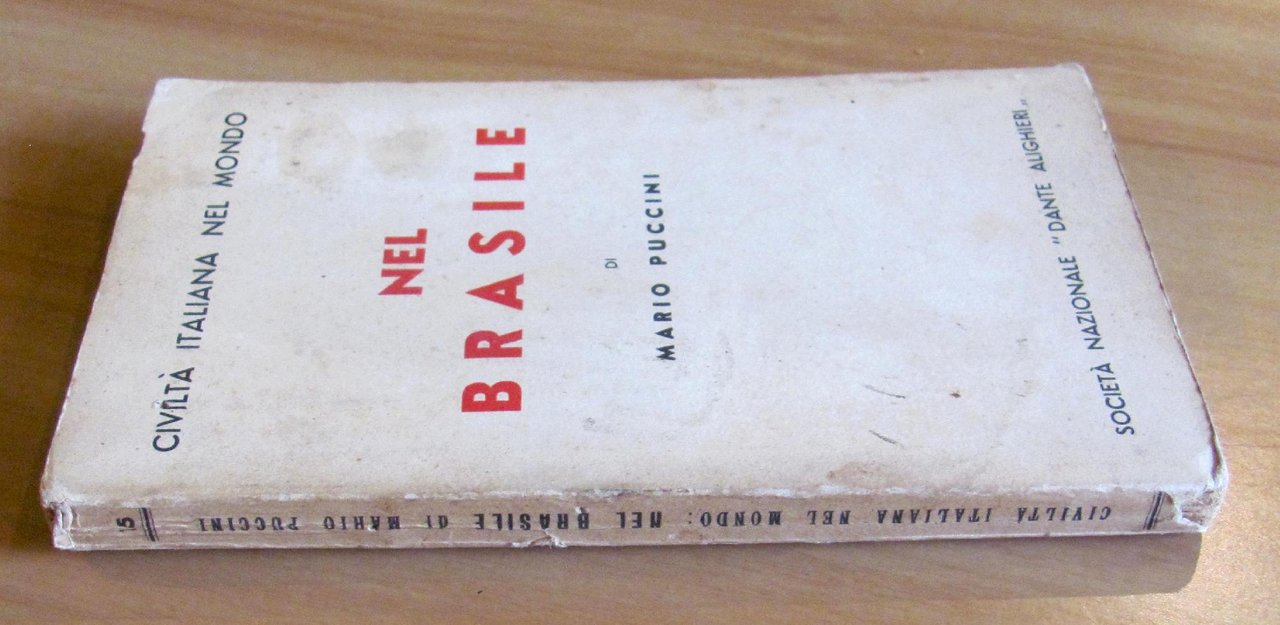 CIVILTÀ ITALIANA NEL MONDO
NEL
BRASILE
DI
MARIO PUCCINI
SOCIETÀ NAZIONALE "DANTE ALIGHIERI„
CIVILTÀ ITALIANA NEL MONDO: NEL BRASILE di MARIO PUCCINI